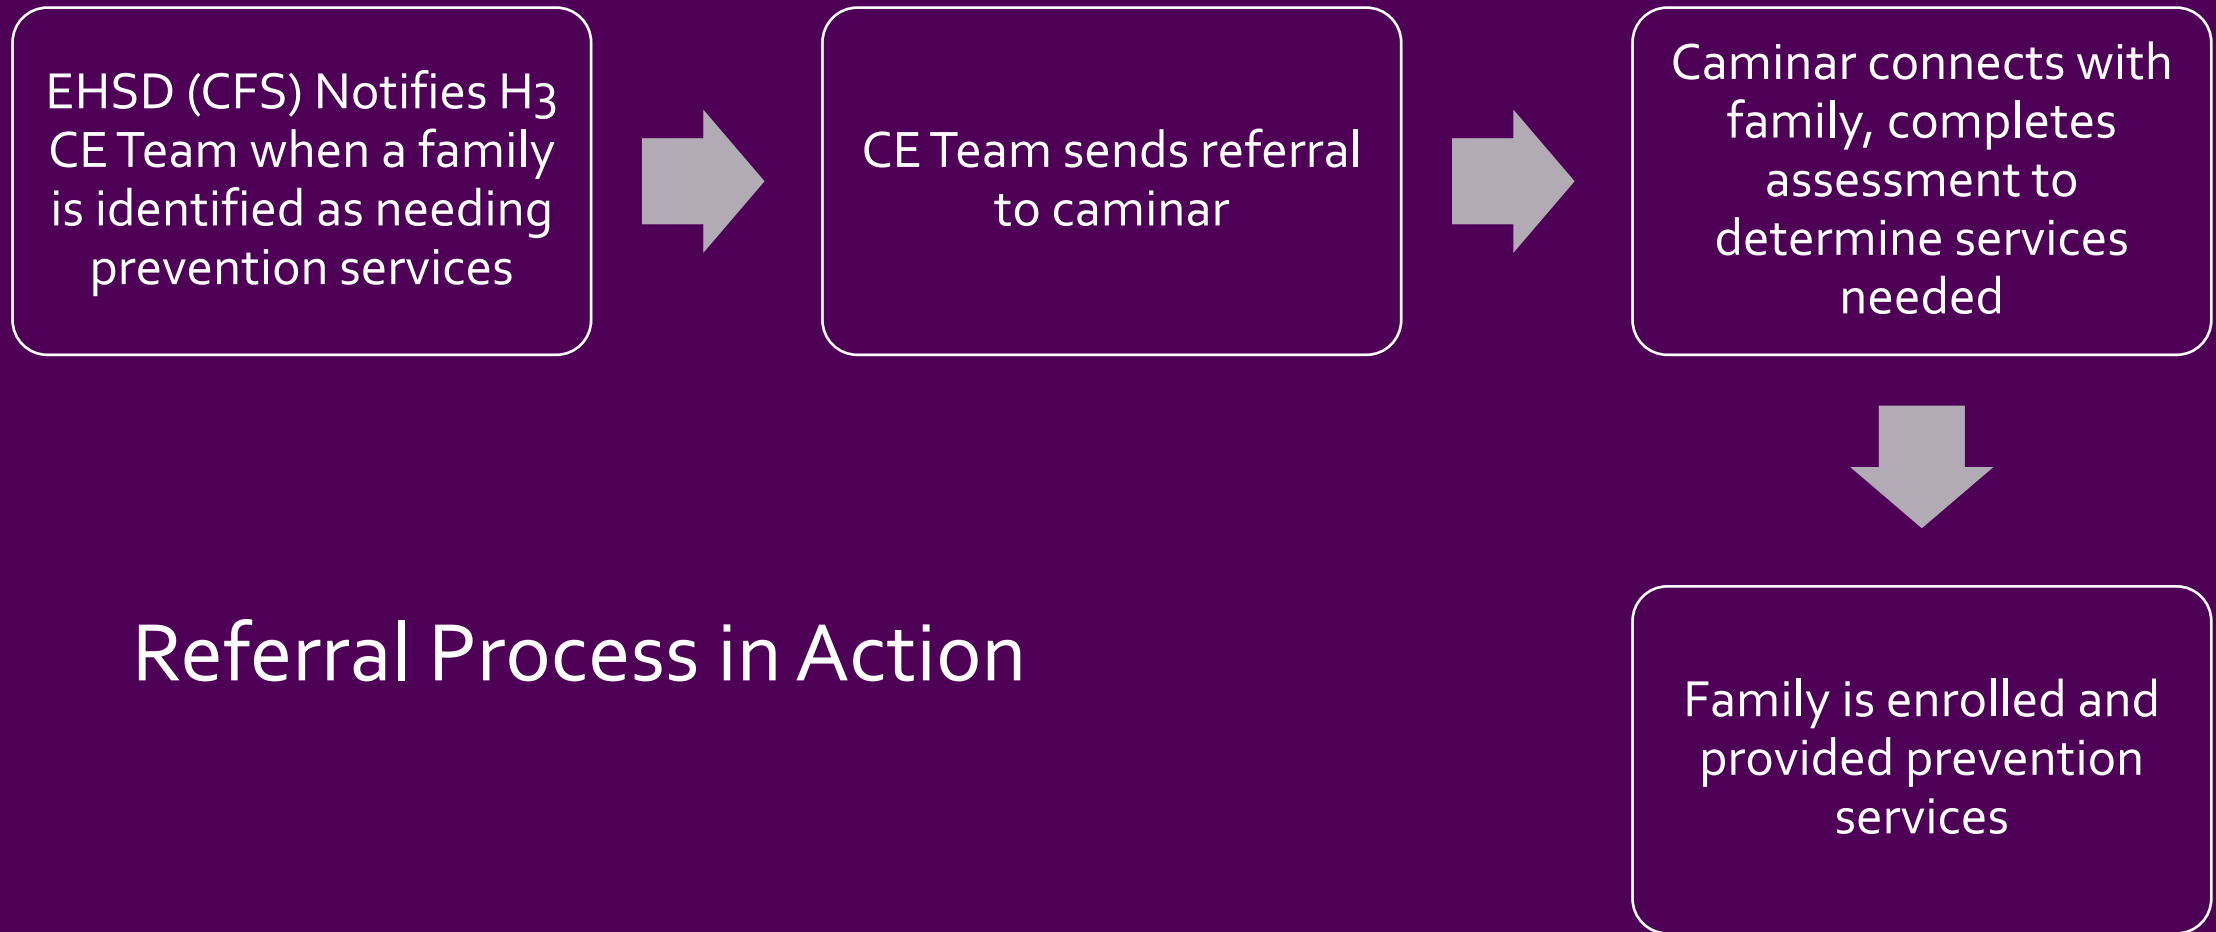 EHSD (CFS) Notifies H3
CE Team when a family
is identified as needing
prevention services
CE Team sends referral
to caminar
Caminar connects with
family, completes
assessment to
determine services
needed
Family is enrolled and
provided prevention
services
Referral Process in Action